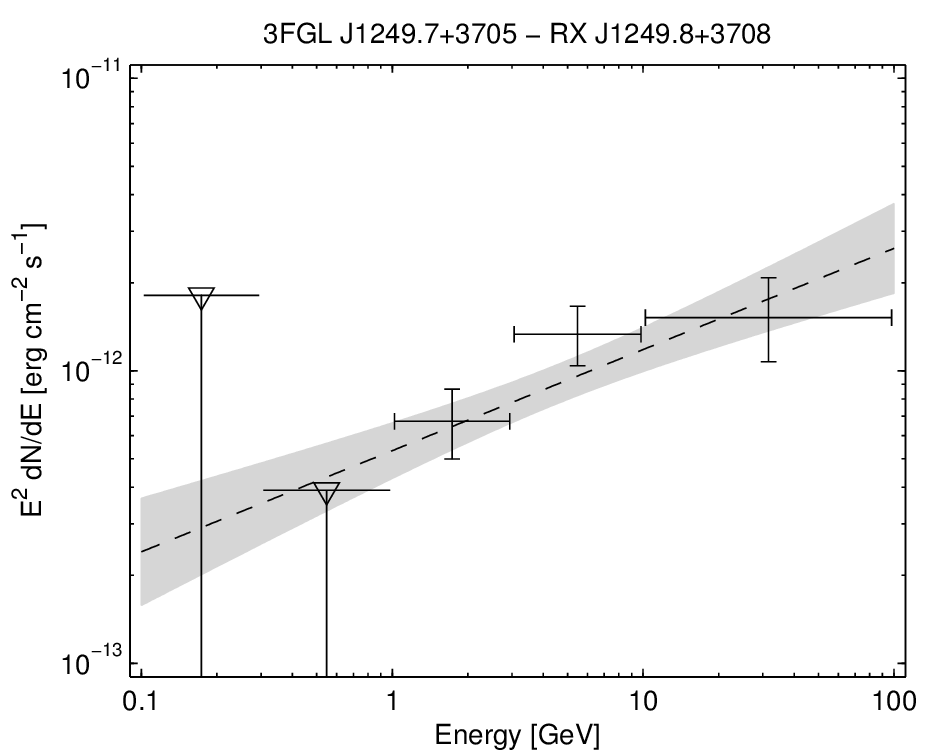 3FGL J1249.7+3705 − RX J1249.8+3708
10⁻¹¹
10⁻¹²
10⁻¹³
E² dN/dE [erg cm⁻² s⁻¹]
0.1 1 10 100
Energy [GeV]